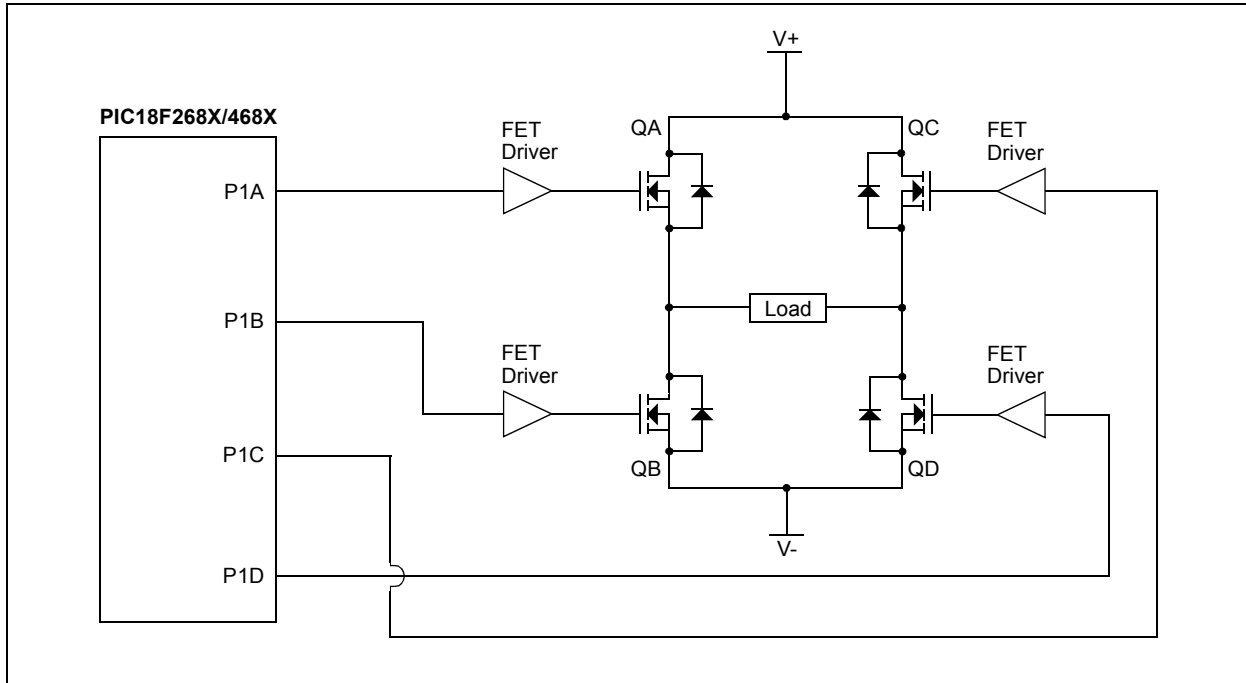 V+
PIC18F268X/468X
FET
Driver
QA
QC
FET
Driver
P1A
Load
P1B
FET
Driver
FET
Driver
P1C
QB
QD
V-
P1D